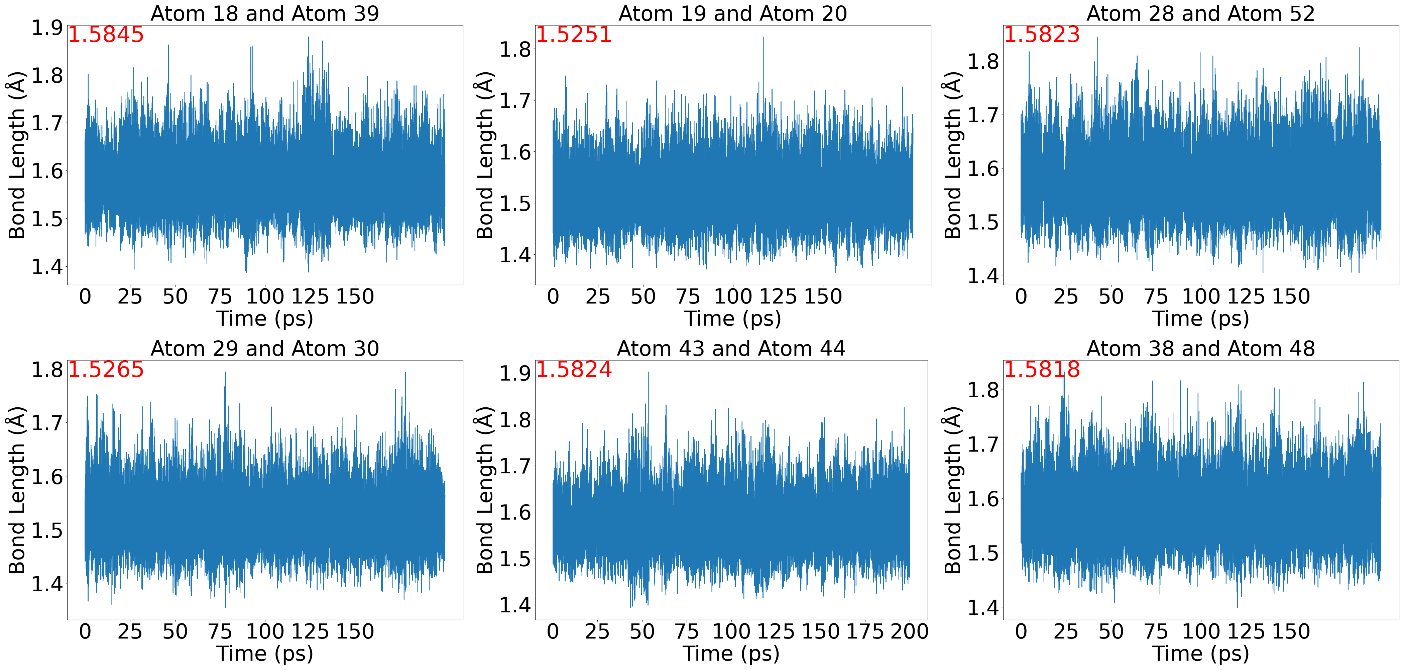 Atom 18 and Atom 39
1.5845
Bond Length (Å)
1.9
1.8
1.7
1.6
1.5
1.4
0 25 50 75 100 125 150
Time (ps)
Atom 19 and Atom 20
1.5251
Bond Length (Å)
1.8
1.7
1.6
1.5
1.4
0 25 50 75 100 125 150
Time (ps)
Atom 28 and Atom 52
1.5823
Bond Length (Å)
1.8
1.7
1.6
1.5
1.4
0 25 50 75 100 125 150
Time (ps)
Atom 29 and Atom 30
1.5265
Bond Length (Å)
1.8
1.7
1.6
1.5
1.4
0 25 50 75 100 125 150
Time (ps)
Atom 43 and Atom 44
1.5824
Bond Length (Å)
1.9
1.8
1.7
1.6
1.5
1.4
0 25 50 75 100 125 150 175 200
Time (ps)
Atom 38 and Atom 48
1.5818
Bond Length (Å)
1.8
1.7
1.6
1.5
1.4
0 25 50 75 100 125 150
Time (ps)